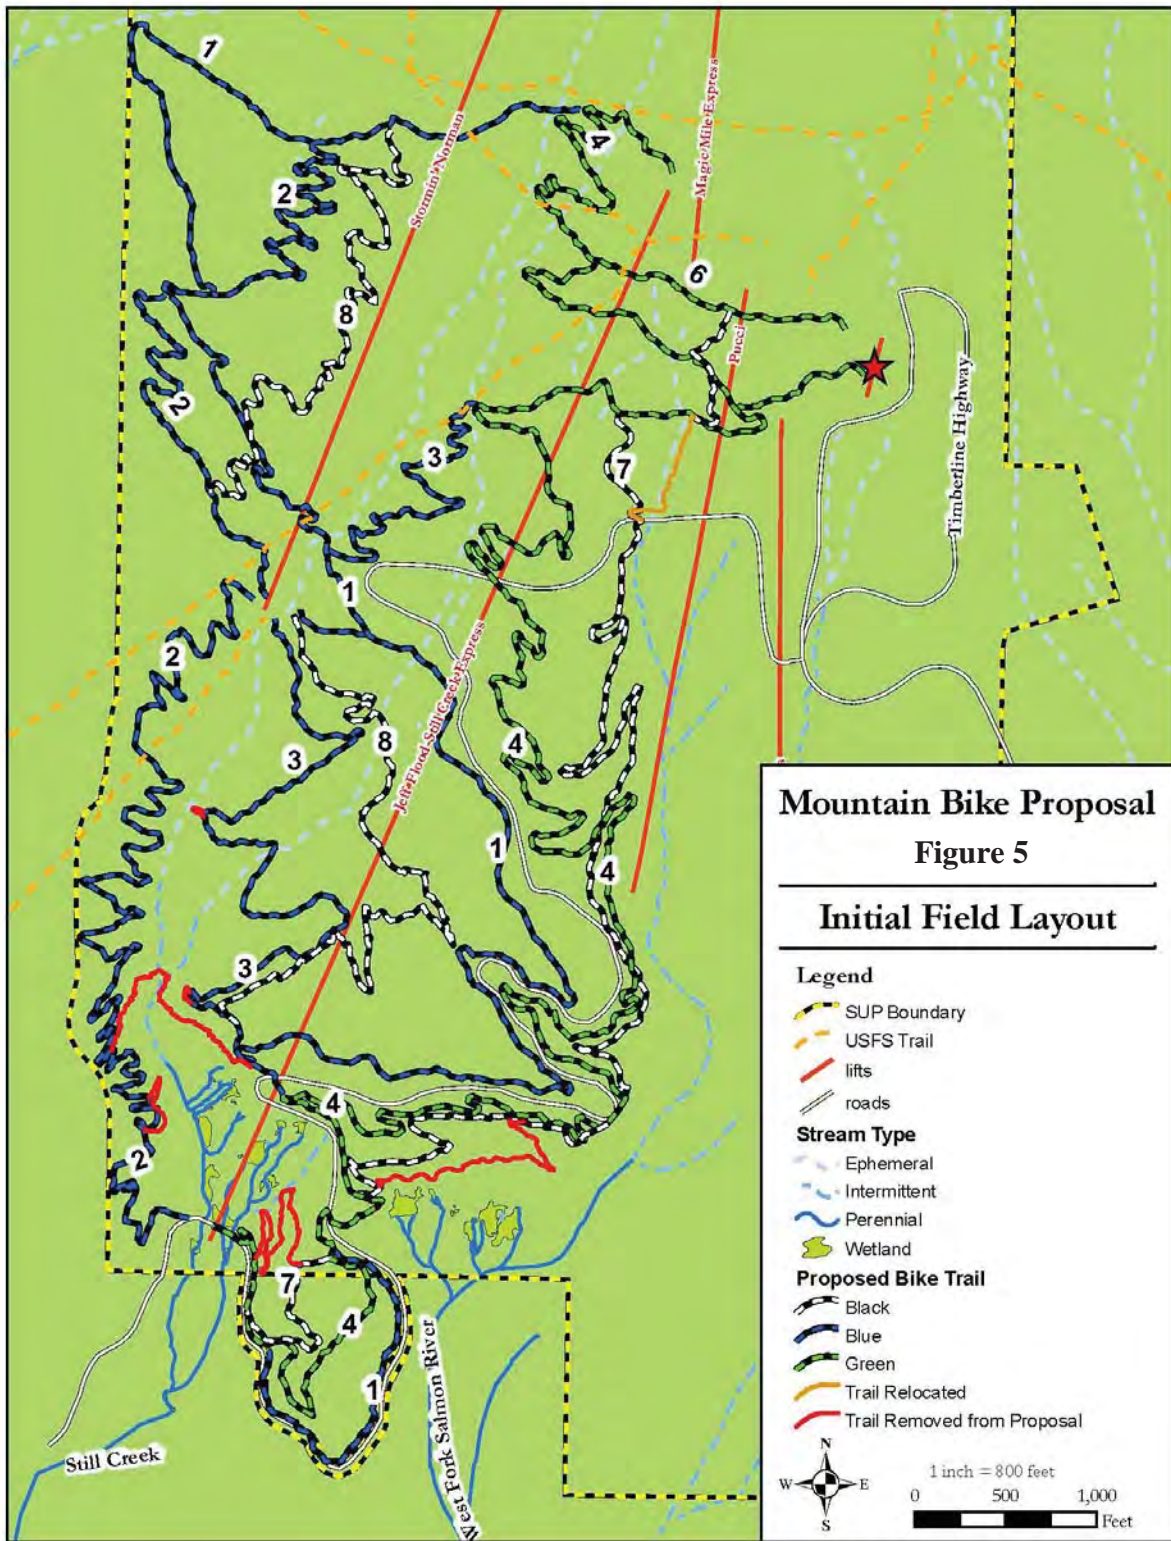 1
Stormin' Norman
Magic Mile Express
4
2
6
8
Pucci
2
3
7
Timberline Highway
1
2
Jeff Flood Still Creek Express
8
3
4
1
4
3
4
2
7
4
1
Still Creek
West Fork Salmon River
Mountain Bike Proposal
Figure 5
Initial Field Layout
Legend
SUP Boundary
USFS Trail
lifts
roads
Stream Type
Ephemeral
Intermittent
Perennial
Wetland
Proposed Bike Trail
Black
Blue
Green
Trail Relocated
Trail Removed from Proposal
N
W E
S
1 inch = 800 feet
0 500 1,000
Feet